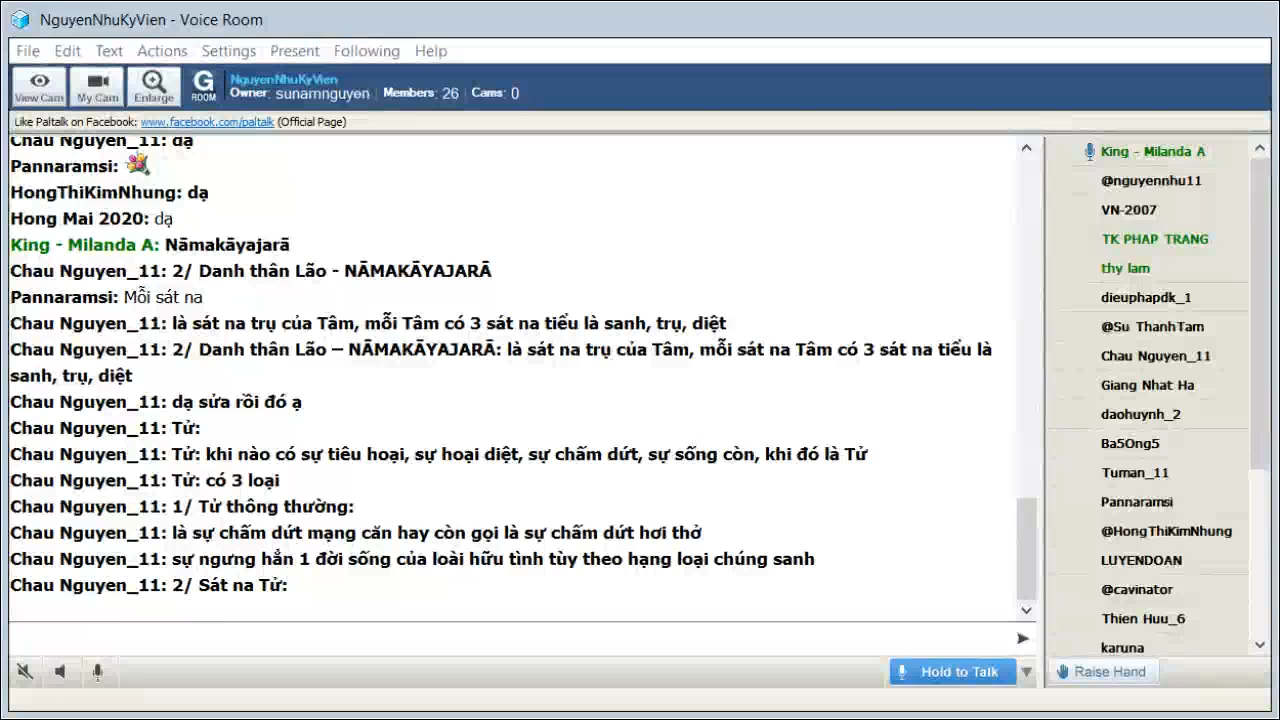 NguyenNhuKyVien - Voice Room
File Edit Text Actions Settings Present Following Help
View Cam My Cam Enlarge G ROOM
NguyenNhuKyVien
Owner: sunamnguyen Members: 26 Cams: 0
Like Paltalk on Facebook: www.facebook.com/paltalk (Official Page)
Chau Nguyen_11: dạ
Pannaramsi:
HongThiKimNhung: dạ
Hong Mai 2020: dạ
King - Milanda A: Nāmakāyajarā
Chau Nguyen_11: 2/ Danh thân Lão - NĀMAKĀYAJARĀ
Pannaramsi: Mỗi sát na
Chau Nguyen_11: là sát na trụ của Tâm, mỗi Tâm có 3 sát na tiểu là sanh, trụ, diệt
Chau Nguyen_11: 2/ Danh thân Lão – NĀMAKĀYAJARĀ: là sát na trụ của Tâm, mỗi sát na Tâm có 3 sát na tiểu là
sanh, trụ, diệt
Chau Nguyen_11: dạ sửa rồi đó ạ
Chau Nguyen_11: Tử:
Chau Nguyen_11: Tử: khi nào có sự tiêu hoại, sự hoại diệt, sự chấm dứt, sự sống còn, khi đó là Tử
Chau Nguyen_11: Tử: có 3 loại
Chau Nguyen_11: 1/ Tử thông thường:
Chau Nguyen_11: là sự chấm dứt mạng căn hay còn gọi là sự chấm dứt hơi thở
Chau Nguyen_11: sự ngưng hẳn 1 đời sống của loài hữu tình tùy theo hạng loại chúng sanh
Chau Nguyen_11: 2/ Sát na Tử:
King - Milanda A
@nguyennhu11
VN-2007
TK PHAP TRANG
thy lam
dieuphapdk_1
@Su ThanhTam
Chau Nguyen_11
Giang Nhat Ha
daohuynh_2
Ba5Ong5
Tuman_11
Pannaramsi
@HongThiKimNhung
LUYENDOAN
@cavinator
Thien Huu_6
karuna
Hold to Talk
Raise Hand